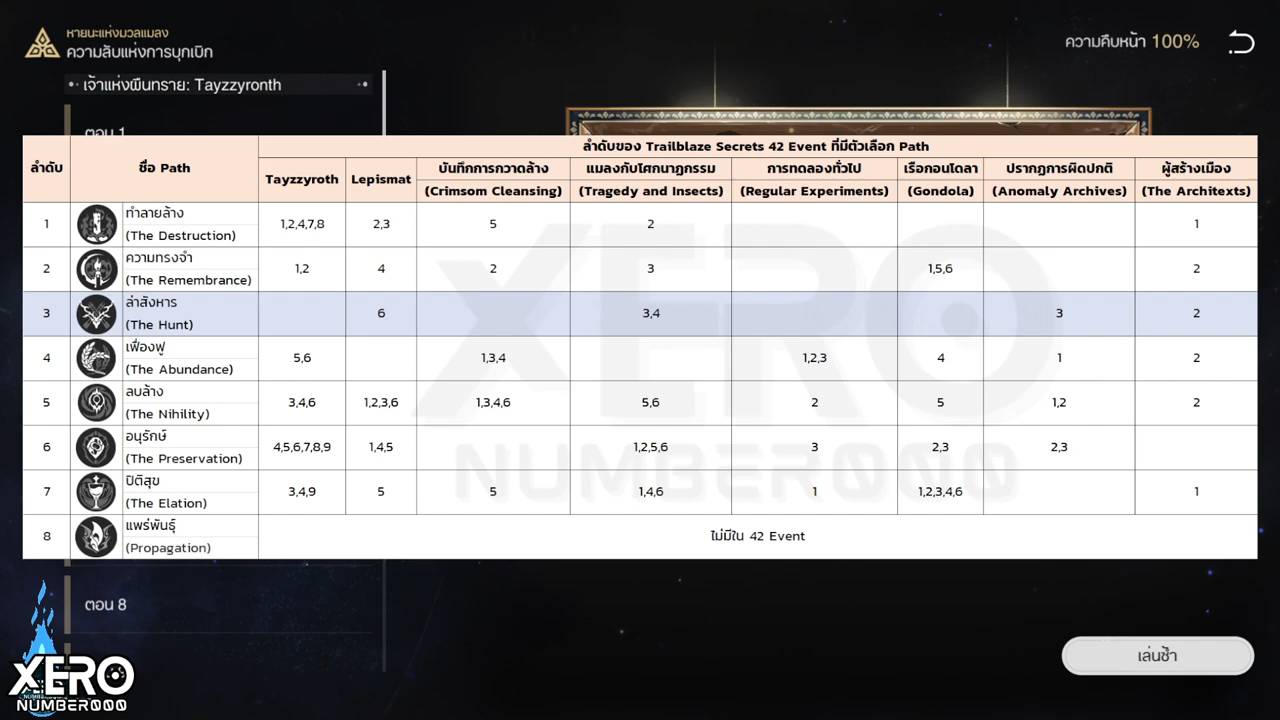 หายนะแห่งมวลแมลง
ความลับแห่งการบุกเบิก
ความคืบหน้า 100%
เจ้าแห่งผืนทราย: Tayzzyronth
ตอน 1
ลำดับ ชื่อ Path ลำดับของ Trailblaze Secrets 42 Event ที่มีตัวเลือก Path
Tayzzyroth Lepismat บันทึกการกวาดล้าง แมลงกับโศกนาฏกรรม การทดลองทั่วไป เรือกอนโดลา ปรากฏการผิดปกติ ผู้สร้างเมือง
(Crimsom Cleansing) (Tragedy and Insects) (Regular Experiments) (Gondola) (Anomaly Archives) (The Architexts)
1 ทำลายล้าง (The Destruction) 1,2,4,7,8 2,3 5 2 1
2 ความทรงจำ (The Remembrance) 1,2 4 2 3 1,5,6 2
3 ล่าสังหาร (The Hunt) 6 3,4 3 2
4 เฟื่องฟู (The Abundance) 5,6 1,3,4 1,2,3 4 1 2
5 ลบล้าง (The Nihility) 3,4,6 1,2,3,6 1,3,4,6 5,6 2 5 1,2 2
6 อนุรักษ์ (The Preservation) 4,5,6,7,8,9 1,4,5 1,2,5,6 3 2,3 2,3
7 ปิติสุข (The Elation) 3,4,9 5 5 1,4,6 1 1,2,3,4,6 1
8 แพร่พันธุ์ (Propagation) ไม่มีใน 42 Event
XERO
NUMBER000
ตอน 8
เล่นซ้ำ
XERO
NUMBER000